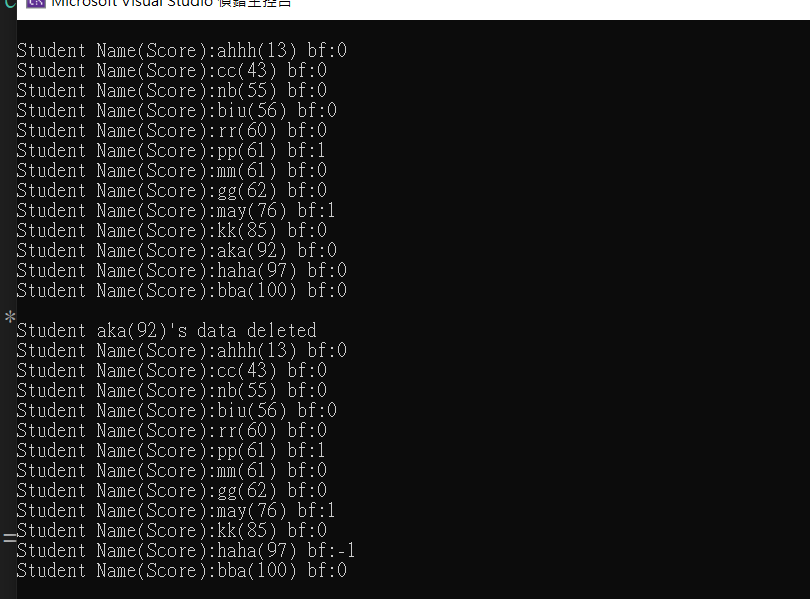 Microsoft Visual Studio 偵錯主控台
Student Name(Score):ahhh(13) bf:0
Student Name(Score):cc(43) bf:0
Student Name(Score):nb(55) bf:0
Student Name(Score):biu(56) bf:0
Student Name(Score):rr(60) bf:0
Student Name(Score):pp(61) bf:1
Student Name(Score):mm(61) bf:0
Student Name(Score):gg(62) bf:0
Student Name(Score):may(76) bf:1
Student Name(Score):kk(85) bf:0
Student Name(Score):aka(92) bf:0
Student Name(Score):haha(97) bf:0
Student Name(Score):bba(100) bf:0
*
Student aka(92)'s data deleted
Student Name(Score):ahhh(13) bf:0
Student Name(Score):cc(43) bf:0
Student Name(Score):nb(55) bf:0
Student Name(Score):biu(56) bf:0
Student Name(Score):rr(60) bf:0
Student Name(Score):pp(61) bf:1
Student Name(Score):mm(61) bf:0
Student Name(Score):gg(62) bf:0
Student Name(Score):may(76) bf:1
Student Name(Score):kk(85) bf:0
=
Student Name(Score):haha(97) bf:-1
Student Name(Score):bba(100) bf:0